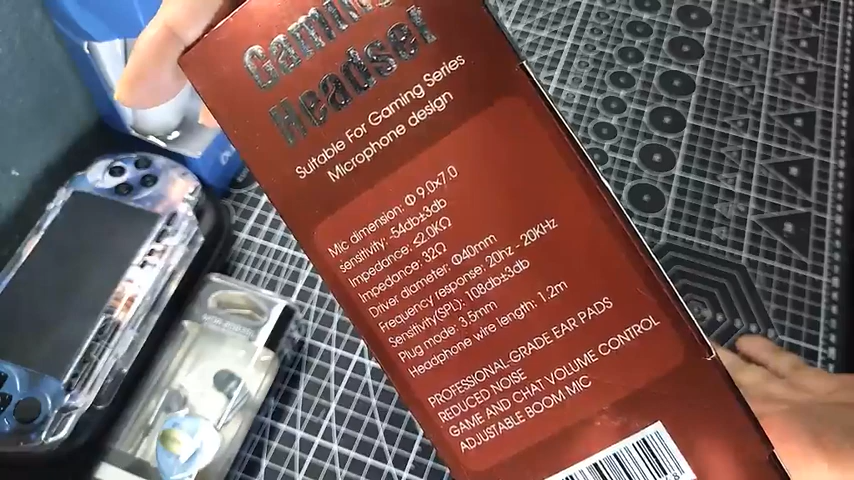 Gaming
Headset
Suitable For Gaming Series
Microphone design
Mic dimension: Φ 9.0x7.0
sensitivity: -54db±3db
Impedance: ≤2.0KΩ
Impedance: 32Ω
Driver diameter: Φ40mm
Frequency response: 20hz - 20KHz
Sensitivity(SPL): 108db±3db
Plug mode: 3.5mm
Headphone wire length: 1.2m
PROFESSIONAL-GRADE EAR PADS
REDUCED NOISE
GAME AND CHAT VOLUME CONTROL
ADJUSTABLE BOOM MIC